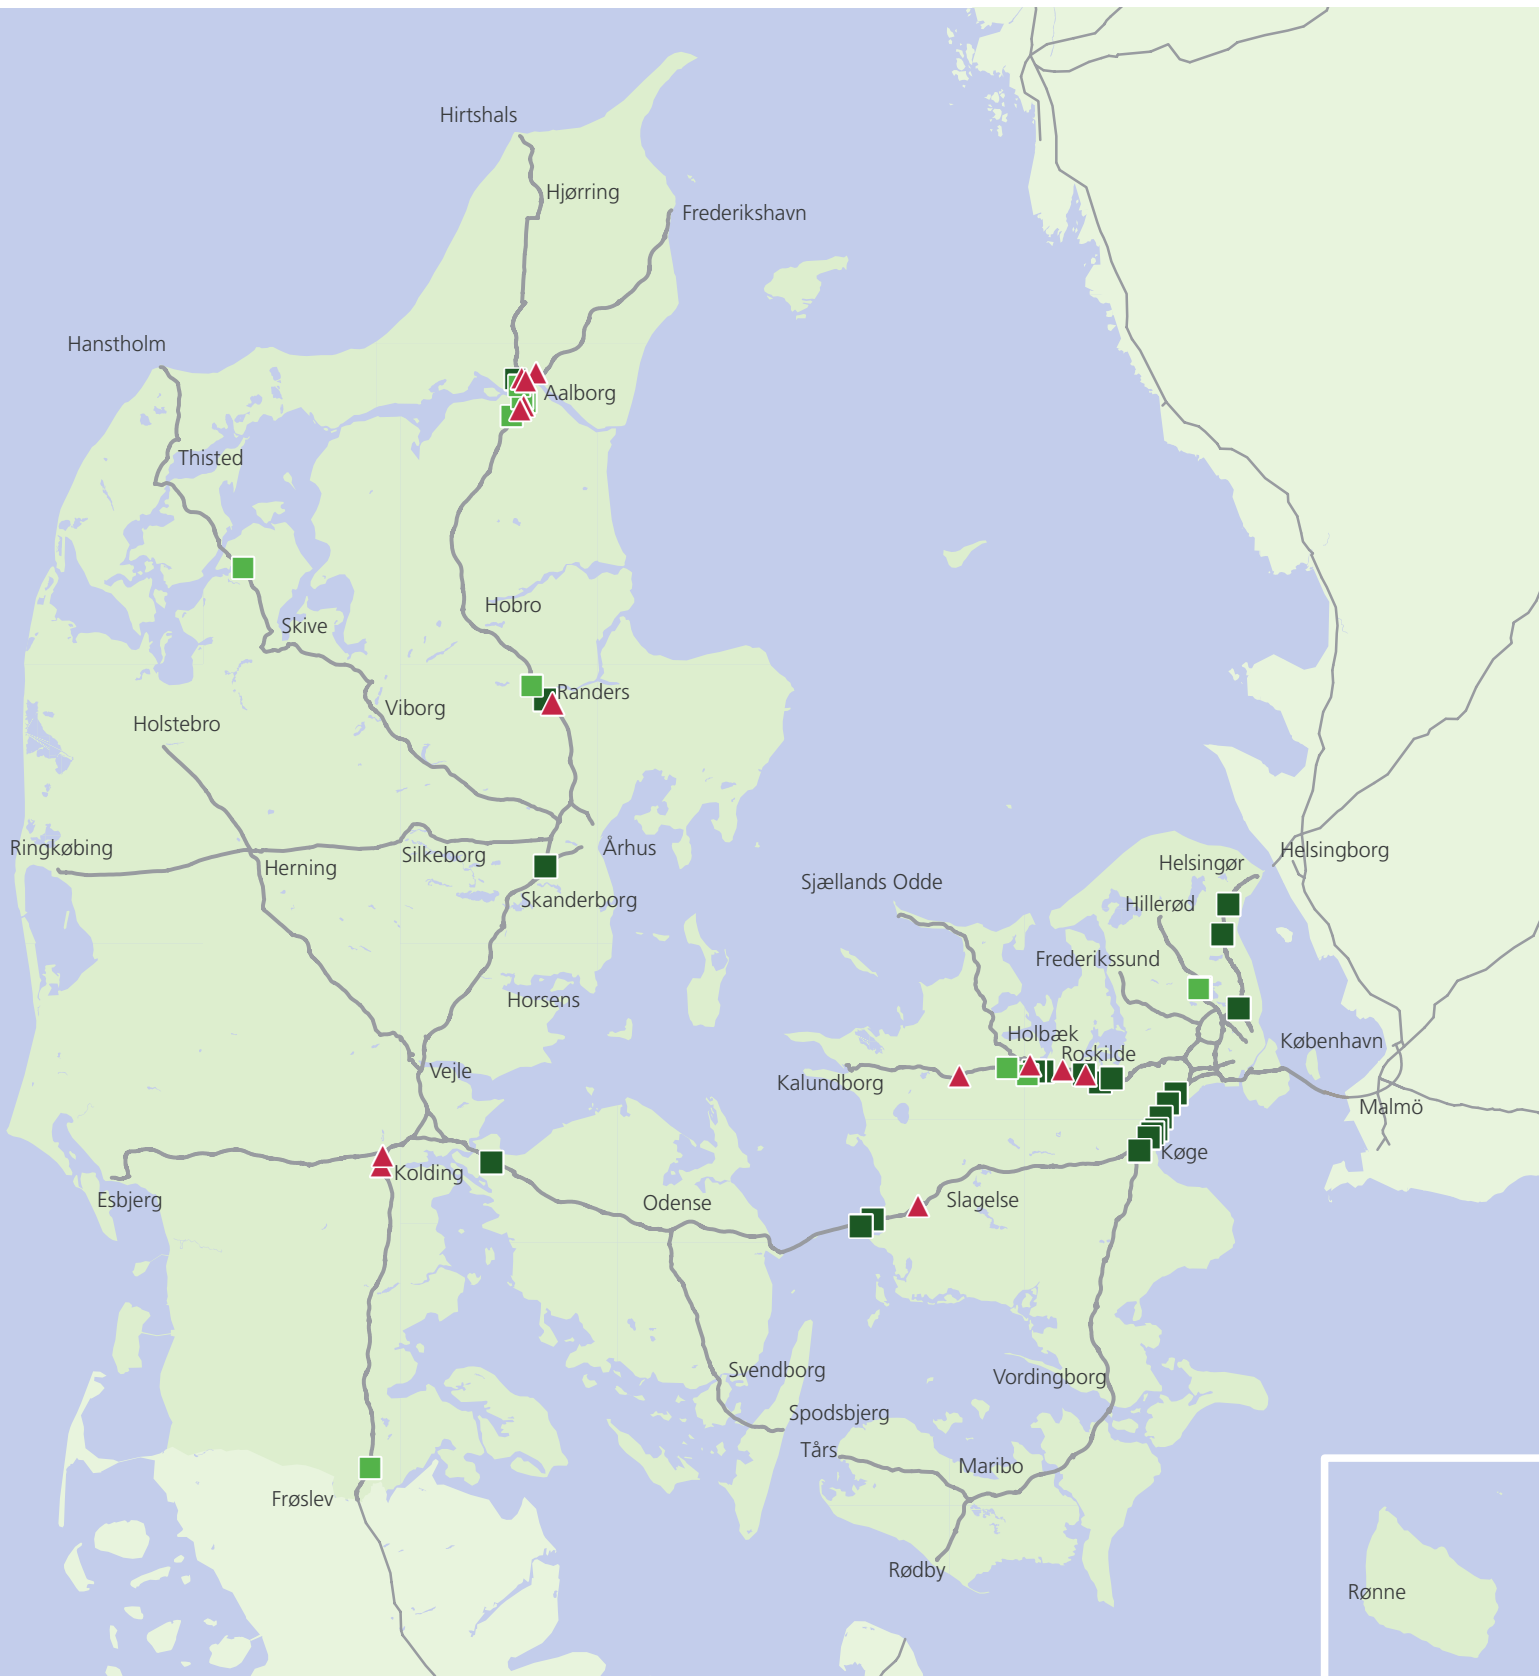 Hirtshals
Hjørring
Frederikshavn
Hanstholm
Aalborg
Thisted
Hobro
Skive
Randers
Viborg
Holstebro
Ringkøbing
Silkeborg
Århus
Herning
Helsingborg
Helsingør
Sjællands Odde
Skanderborg
Hillerød
Frederikssund
Horsens
Holbæk
København
Roskilde
Vejle
Kalundborg
Malmö
Køge
Kolding
Esbjerg
Odense
Slagelse
Svendborg
Vordingborg
Spodsbjerg
Tårs
Maribo
Frøslev
Rødby
Rønne